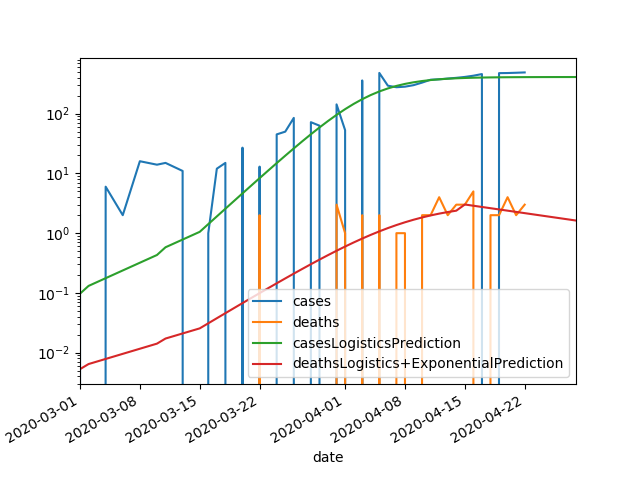 10²
10¹
10⁰
10⁻¹
10⁻²
cases
deaths
casesLogisticsPrediction
deathsLogistics+ExponentialPrediction
2020-03-01
2020-03-08
2020-03-15
2020-03-22
2020-04-01
2020-04-08
2020-04-15
2020-04-22
date